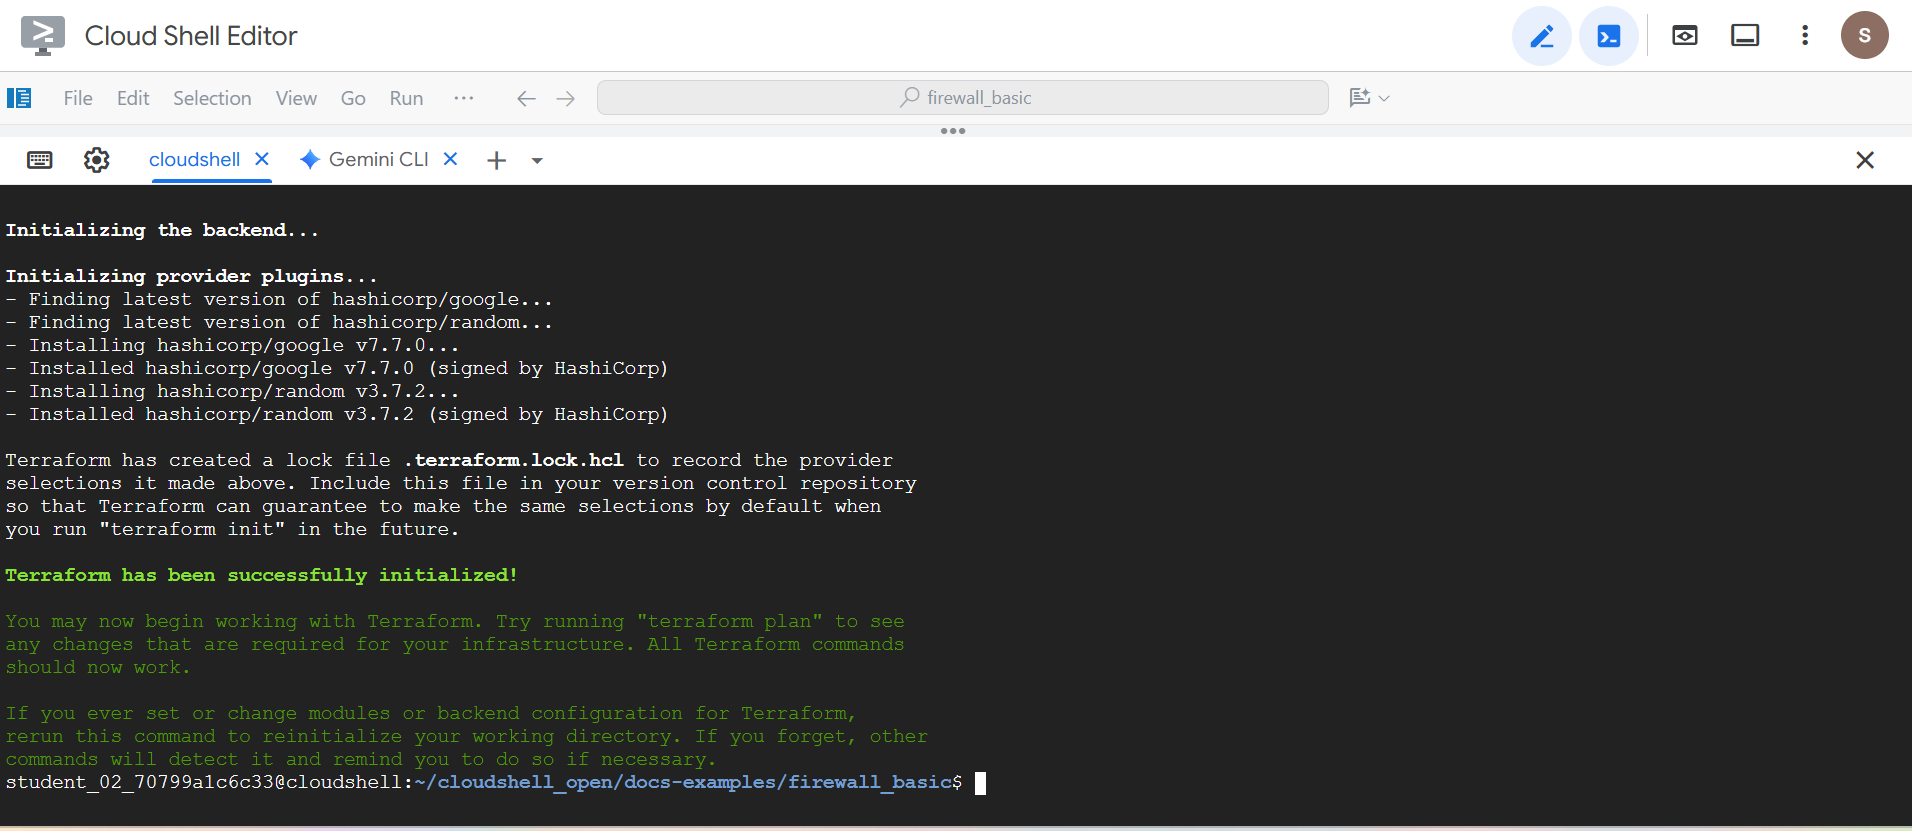 Cloud Shell Editor
S
File Edit Selection View Go Run ... firewall_basic
cloudshell Gemini CLI
Initializing the backend...
Initializing provider plugins...
- Finding latest version of hashicorp/google...
- Finding latest version of hashicorp/random...
- Installing hashicorp/google v7.7.0...
- Installed hashicorp/google v7.7.0 (signed by HashiCorp)
- Installing hashicorp/random v3.7.2...
- Installed hashicorp/random v3.7.2 (signed by HashiCorp)
Terraform has created a lock file .terraform.lock.hcl to record the provider
selections it made above. Include this file in your version control repository
so that Terraform can guarantee to make the same selections by default when
you run "terraform init" in the future.
Terraform has been successfully initialized!
You may now begin working with Terraform. Try running "terraform plan" to see
any changes that are required for your infrastructure. All Terraform commands
should now work.
If you ever set or change modules or backend configuration for Terraform,
rerun this command to reinitialize your working directory. If you forget, other
commands will detect it and remind you to do so if necessary.
student_02_70799a1c6c33@cloudshell:~/cloudshell_open/docs-examples/firewall_basic$